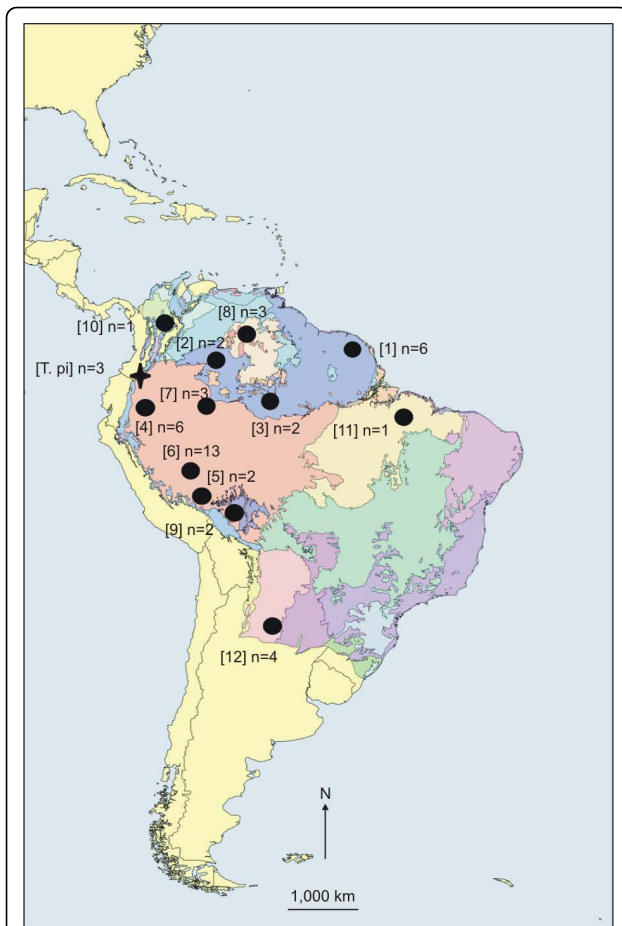 [8] n=3
[10] n=1
[2] n=2
[1] n=6
[T. pi] n=3
[7] n=3
[4] n=6
[3] n=2
[11] n=1
[6] n=13
[5] n=2
[9] n=2
[12] n=4
N
1,000 km